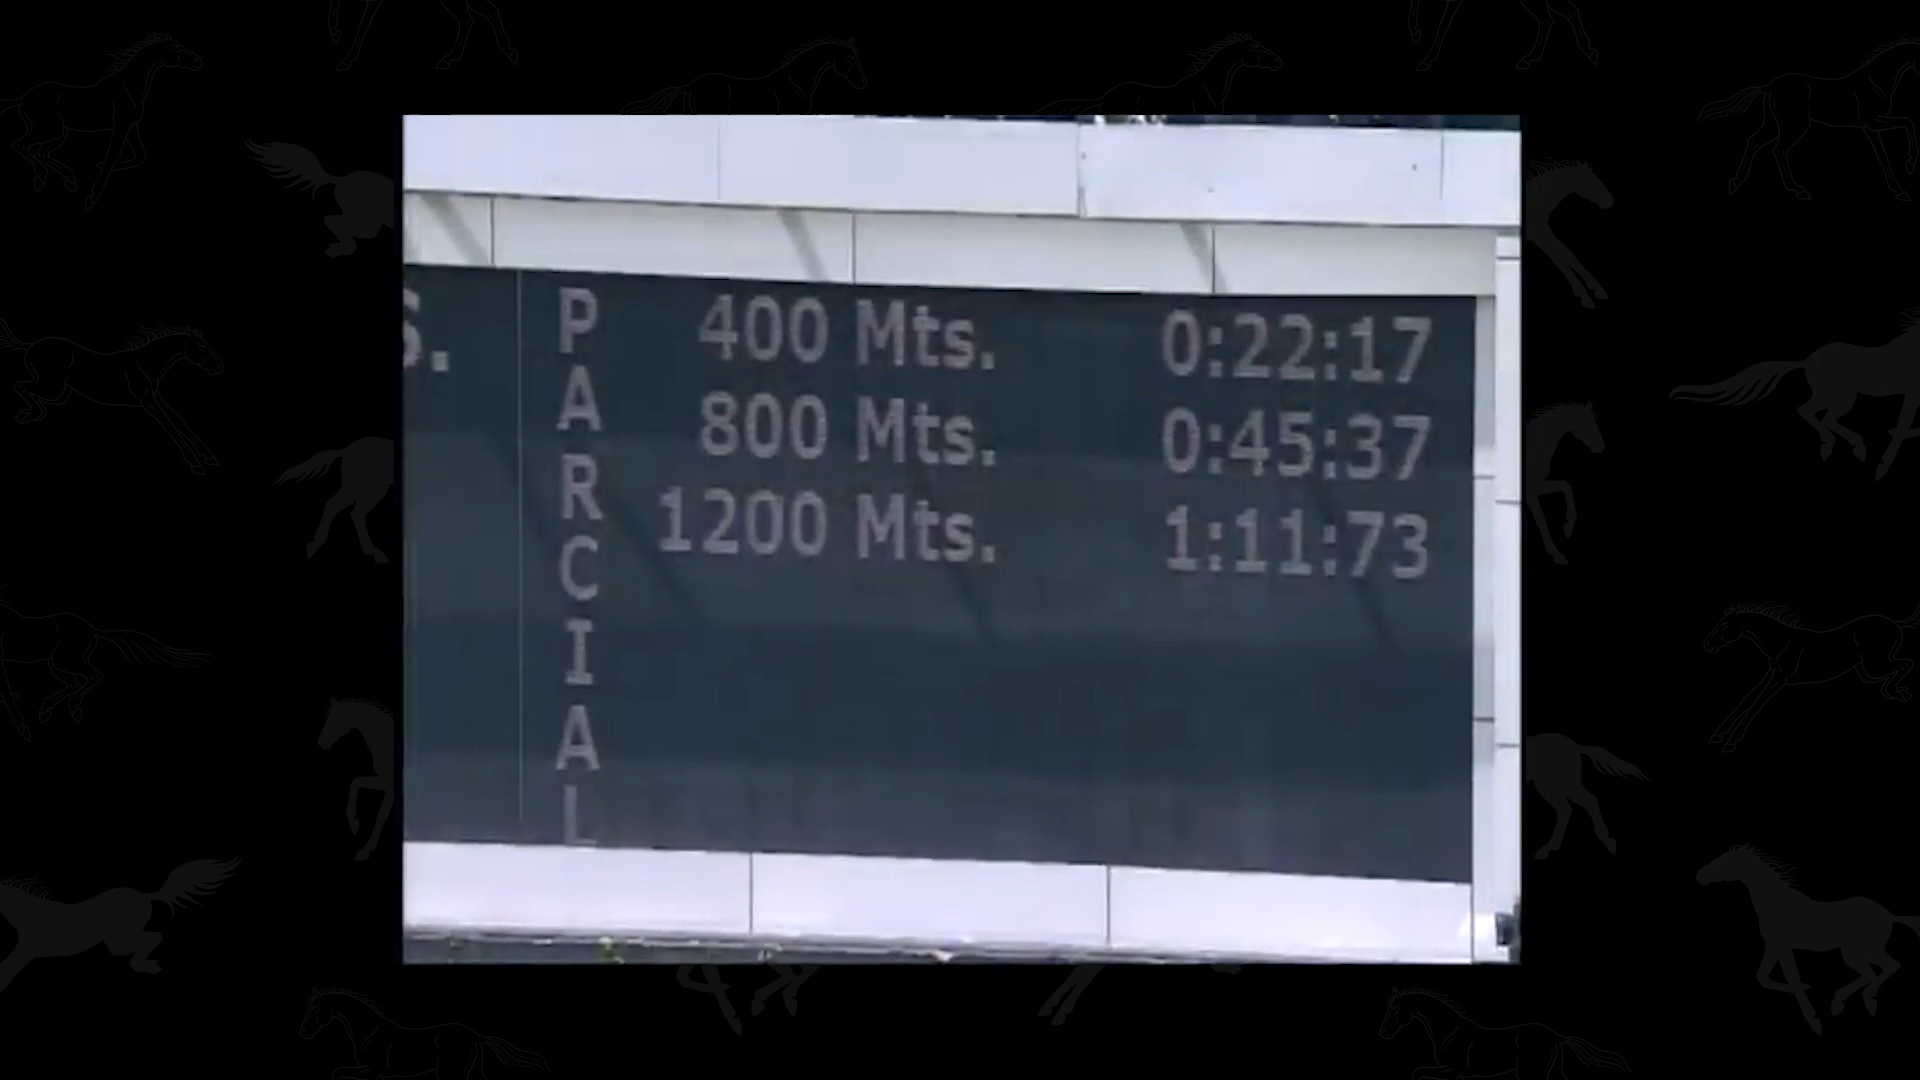 S.
PARCIAL
400 Mts. 0:22:17
800 Mts. 0:45:37
1200 Mts. 1:11:73